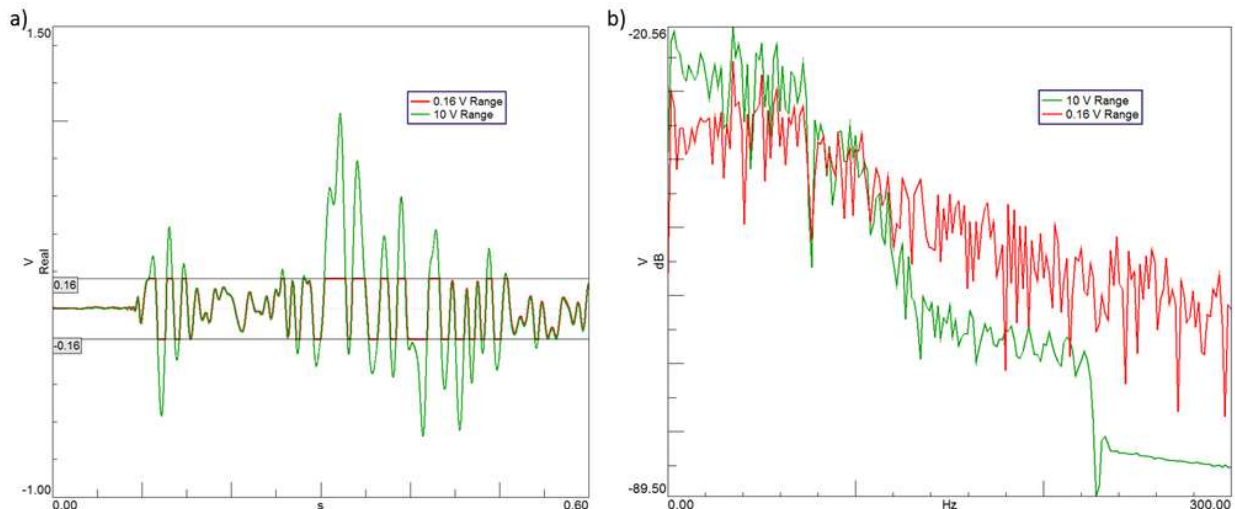 a)
1.50
0.16 V Range
10 V Range
V
Real
0.16
-0.16
-1.00
0.00
s
0.60
b)
-20.56
10 V Range
0.16 V Range
V
dB
-89.50
0.00
Hz
300.00